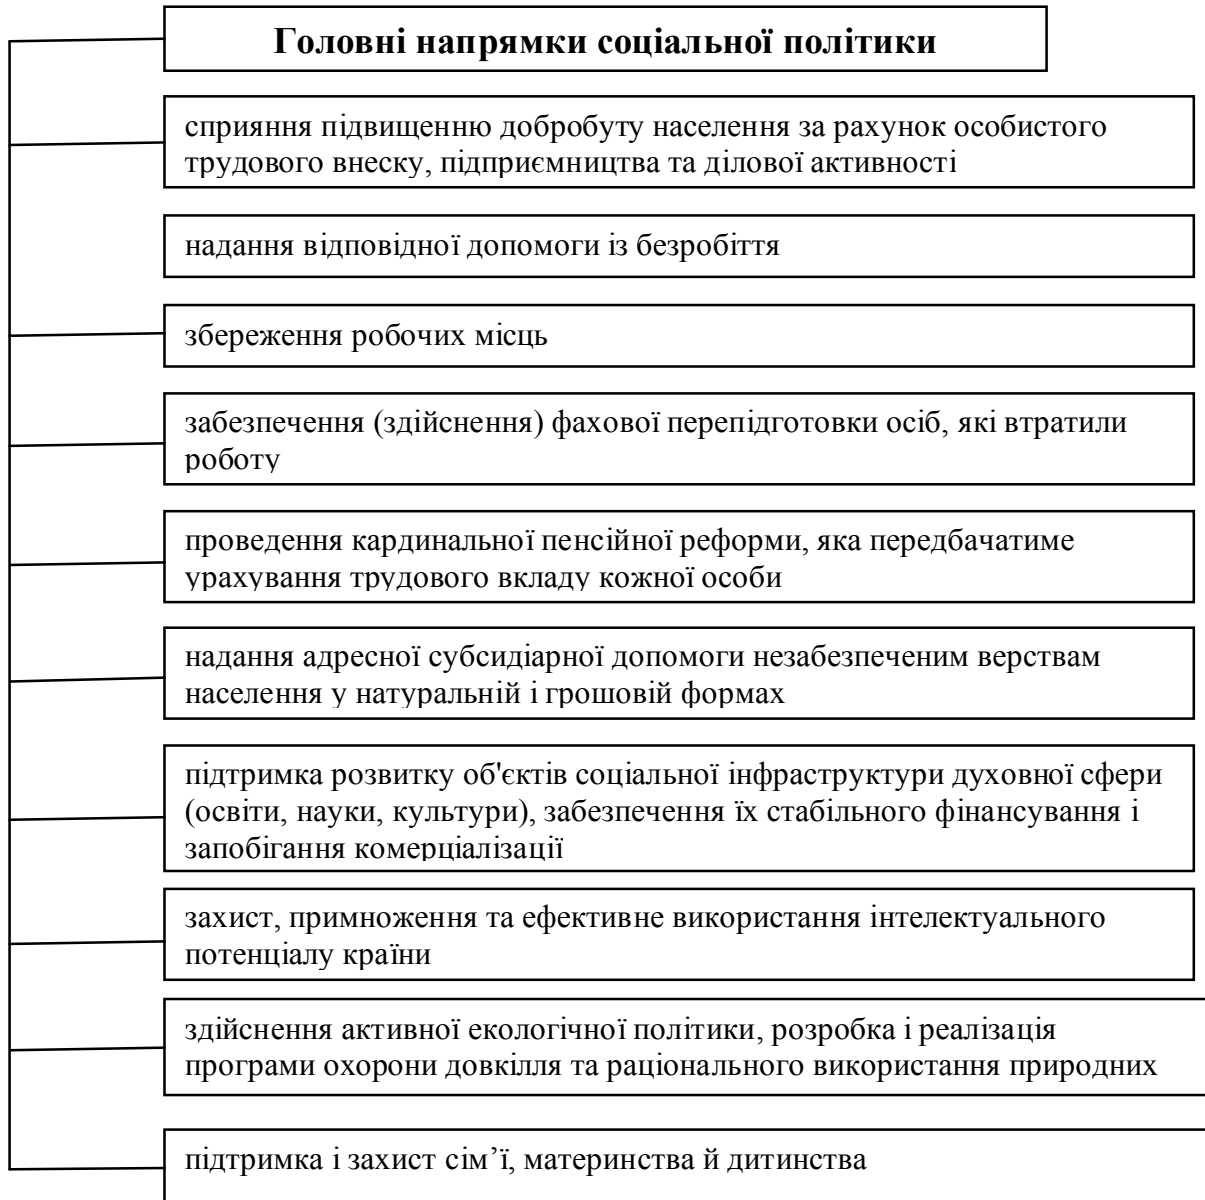 Головні напрямки соціальної політики
сприяння підвищенню добробуту населення за рахунок особистого
трудового внеску, підприємництва та ділової активності
надання відповідної допомоги із безробіття
збереження робочих місць
забезпечення (здійснення) фахової перепідготовки осіб, які втратили
роботу
проведення кардинальної пенсійної реформи, яка передбачатиме
урахування трудового вкладу кожної особи
надання адресної субсидіарної допомоги незабезпеченим верствам
населення у натуральній і грошовій формах
підтримка розвитку об'єктів соціальної інфраструктури духовної сфери
(освіти, науки, культури), забезпечення їх стабільного фінансування і
запобігання комерціалізації
захист, примноження та ефективне використання інтелектуального
потенціалу країни
здійснення активної екологічної політики, розробка і реалізація
програми охорони довкілля та раціонального використання природних
підтримка і захист сім’ї, материнства й дитинства